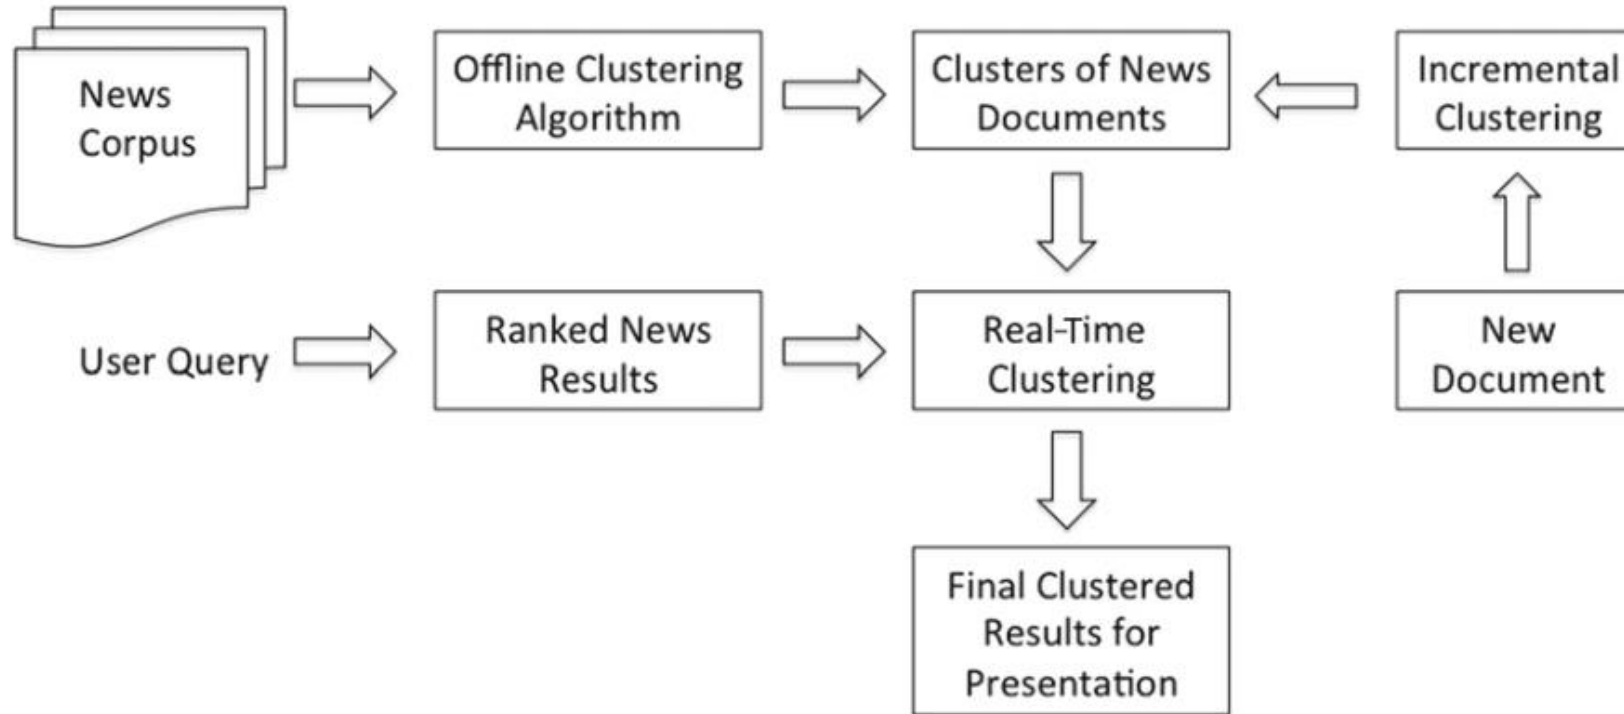 News
Corpus
Offline Clustering
Algorithm
Clusters of News
Documents
Incremental
Clustering
User Query
Ranked News
Results
Real-Time
Clustering
New
Document
Final Clustered
Results for
Presentation